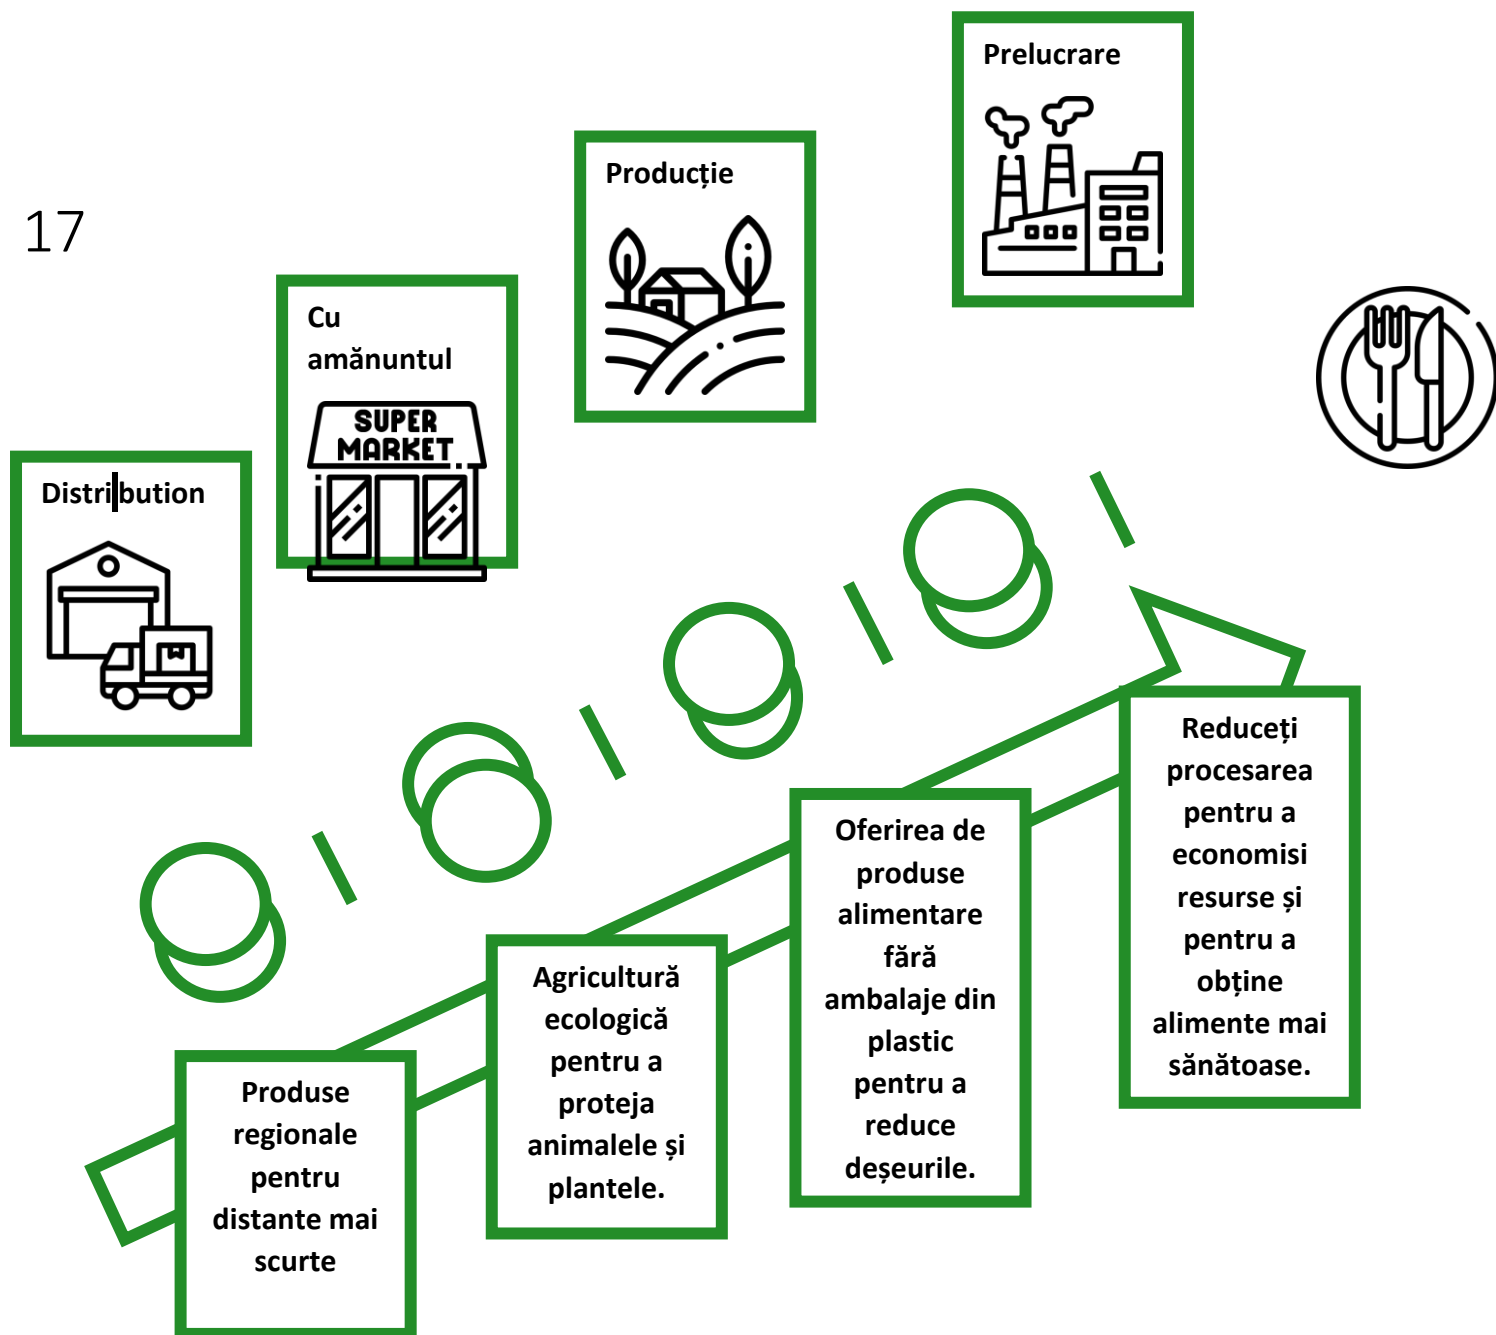 17
Prelucrare
Producție
Cu
amănuntul
SUPER
MARKET
Distribution
Reduceți
procesarea
pentru a
economisi
resurse și
pentru a
obține
alimente mai
sănătoase.
Oferirea de
produse
alimentare
fără
ambalaje din
plastic
pentru a
reduce
deșeurile.
Agricultură
ecologică
pentru a
proteja
animalele și
plantele.
Produse
regionale
pentru
distante mai
scurte